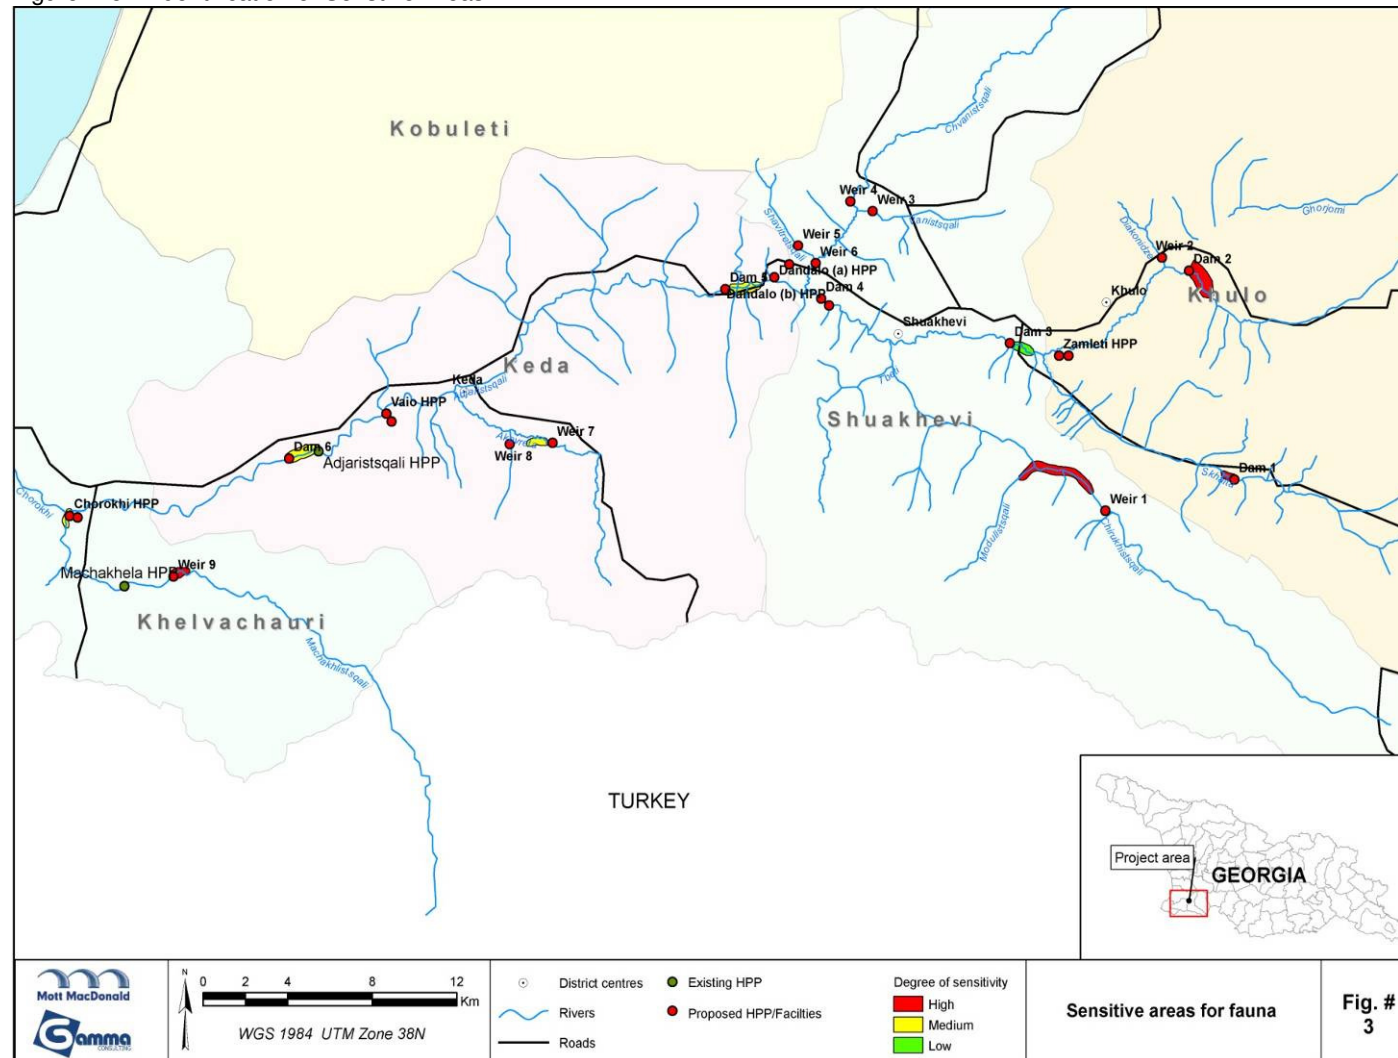 Kobuleti
Chvanistsqali
Weir 4
Weir 3
Shavitretsqali
Weir 5
Weir 6
Diakonidze
Ghorjomi
Weir 2
Dam 2
Dam 5
Dandalo (a) HPP
Dandalo (b) HPP
Dam 4
Khulo
Khulo
Shuakhevi
Dam 3
Zamleti HPP
Keda
Keda
Adjaristsqali
Vaio HPP
Shuakhevi
Weir 7
Weir 8
Dam 6
Adjaristsqali HPP
Dam 1
Skhalta
Chorokhi
Chorokhi HPP
Weir 1
Modulistsqali
Chirukhistsqali
Machakhela HPP
Weir 9
Khelvachauri
Machakhlistsqali
TURKEY
Project area
GEORGIA
Mott MacDonald
Gamma
CONSULTING
N
0 2 4 8 12
Km
WGS 1984 UTM Zone 38N
District centres
Rivers
Roads
Existing HPP
Proposed HPP/Facilties
Degree of sensitivity
High
Medium
Low
Sensitive areas for fauna
Fig. #
3